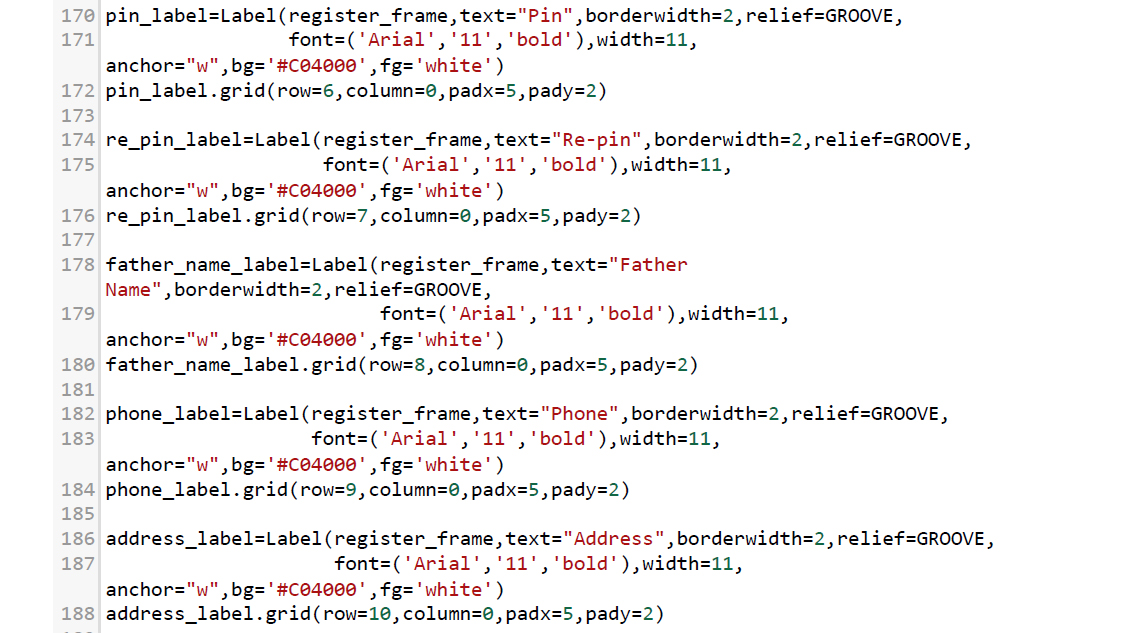 170 pin_label=Label(register_frame,text="Pin",borderwidth=2,relief=GROOVE,
171                 font=('Arial','11','bold'),width=11,
anchor="w",bg='#C04000',fg='white')
172 pin_label.grid(row=6,column=0,padx=5,pady=2)
173
174 re_pin_label=Label(register_frame,text="Re-pin",borderwidth=2,relief=GROOVE,
175                    font=('Arial','11','bold'),width=11,
anchor="w",bg='#C04000',fg='white')
176 re_pin_label.grid(row=7,column=0,padx=5,pady=2)
177
178 father_name_label=Label(register_frame,text="Father
Name",borderwidth=2,relief=GROOVE,
179                         font=('Arial','11','bold'),width=11,
anchor="w",bg='#C04000',fg='white')
180 father_name_label.grid(row=8,column=0,padx=5,pady=2)
181
182 phone_label=Label(register_frame,text="Phone",borderwidth=2,relief=GROOVE,
183                   font=('Arial','11','bold'),width=11,
anchor="w",bg='#C04000',fg='white')
184 phone_label.grid(row=9,column=0,padx=5,pady=2)
185
186 address_label=Label(register_frame,text="Address",borderwidth=2,relief=GROOVE,
187                     font=('Arial','11','bold'),width=11,
anchor="w",bg='#C04000',fg='white')
188 address_label.grid(row=10,column=0,padx=5,pady=2)